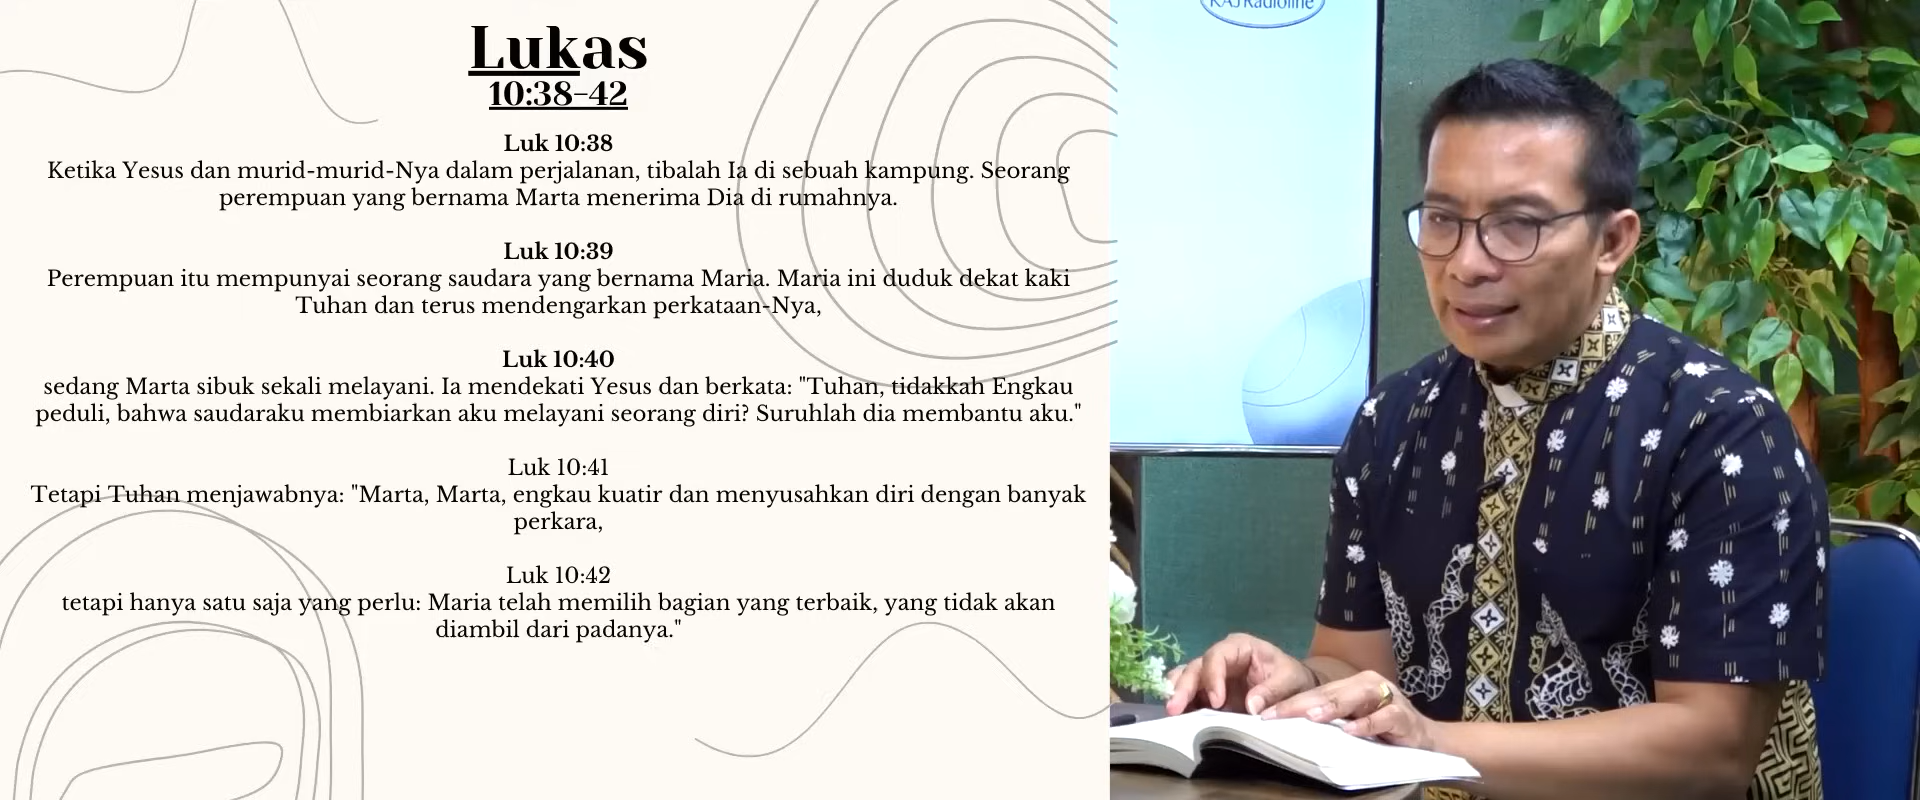 Lukas
10:38-42
Luk 10:38
Ketika Yesus dan murid-murid-Nya dalam perjalanan, tibalah Ia di sebuah kampung. Seorang
perempuan yang bernama Marta menerima Dia di rumahnya.
Luk 10:39
Perempuan itu mempunyai seorang saudara yang bernama Maria. Maria ini duduk dekat kaki
Tuhan dan terus mendengarkan perkataan-Nya,
Luk 10:40
sedang Marta sibuk sekali melayani. Ia mendekati Yesus dan berkata: "Tuhan, tidakkah Engkau
peduli, bahwa saudaraku membiarkan aku melayani seorang diri? Suruhlah dia membantu aku."
Luk 10:41
Tetapi Tuhan menjawabnya: "Marta, Marta, engkau kuatir dan menyusahkan diri dengan banyak
perkara,
Luk 10:42
tetapi hanya satu saja yang perlu: Maria telah memilih bagian yang terbaik, yang tidak akan
diambil dari padanya."
KAJ Radioline